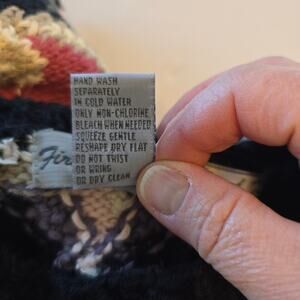 HAND WASH
SEPARATELY
IN COLD WATER
ONLY NON-CHLORINE
BLEACH WHEN NEEDED
SQUEEZE GENTLE
RESHAPE DRY FLAT
DO NOT TWIST
OR WRING
OR DRY CLEAN